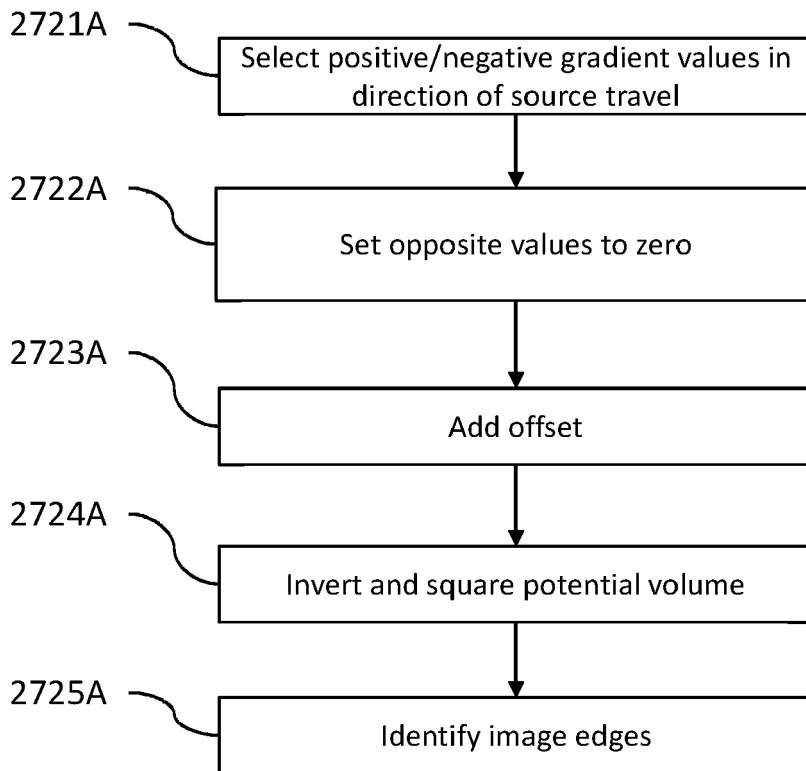 2721A
Select positive/negative gradient values in
direction of source travel
2722A
Set opposite values to zero
2723A
Add offset
2724A
Invert and square potential volume
2725A
Identify image edges